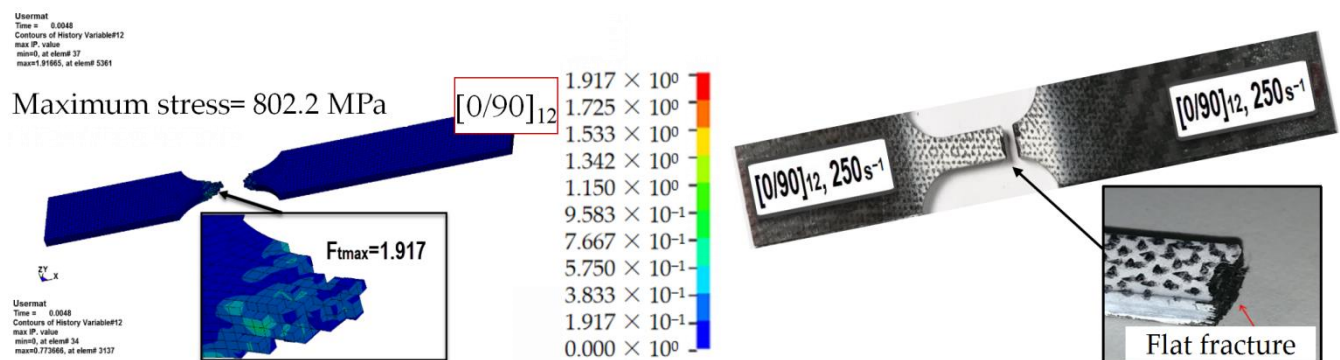 Usermat
Time = 0.0048
Contours of History Variable#12
max IP. value
min=0, at elem# 37
max=1.91665, at elem# 5361
Maximum stress= 802.2 MPa
[0/90]₁₂
Ftmax=1.917
ZY
X
Usermat
Time = 0.0048
Contours of History Variable#12
max IP. value
min=0, at elem# 34
max=0.773666, at elem# 3137
1.917 × 10⁰
1.725 × 10⁰
1.533 × 10⁰
1.342 × 10⁰
1.150 × 10⁰
9.583 × 10⁻¹
7.667 × 10⁻¹
5.750 × 10⁻¹
3.833 × 10⁻¹
1.917 × 10⁻¹
0.000 × 10⁰
[0/90]₁₂, 250 s⁻¹
[0/90]₁₂, 250 s⁻¹
Flat fracture